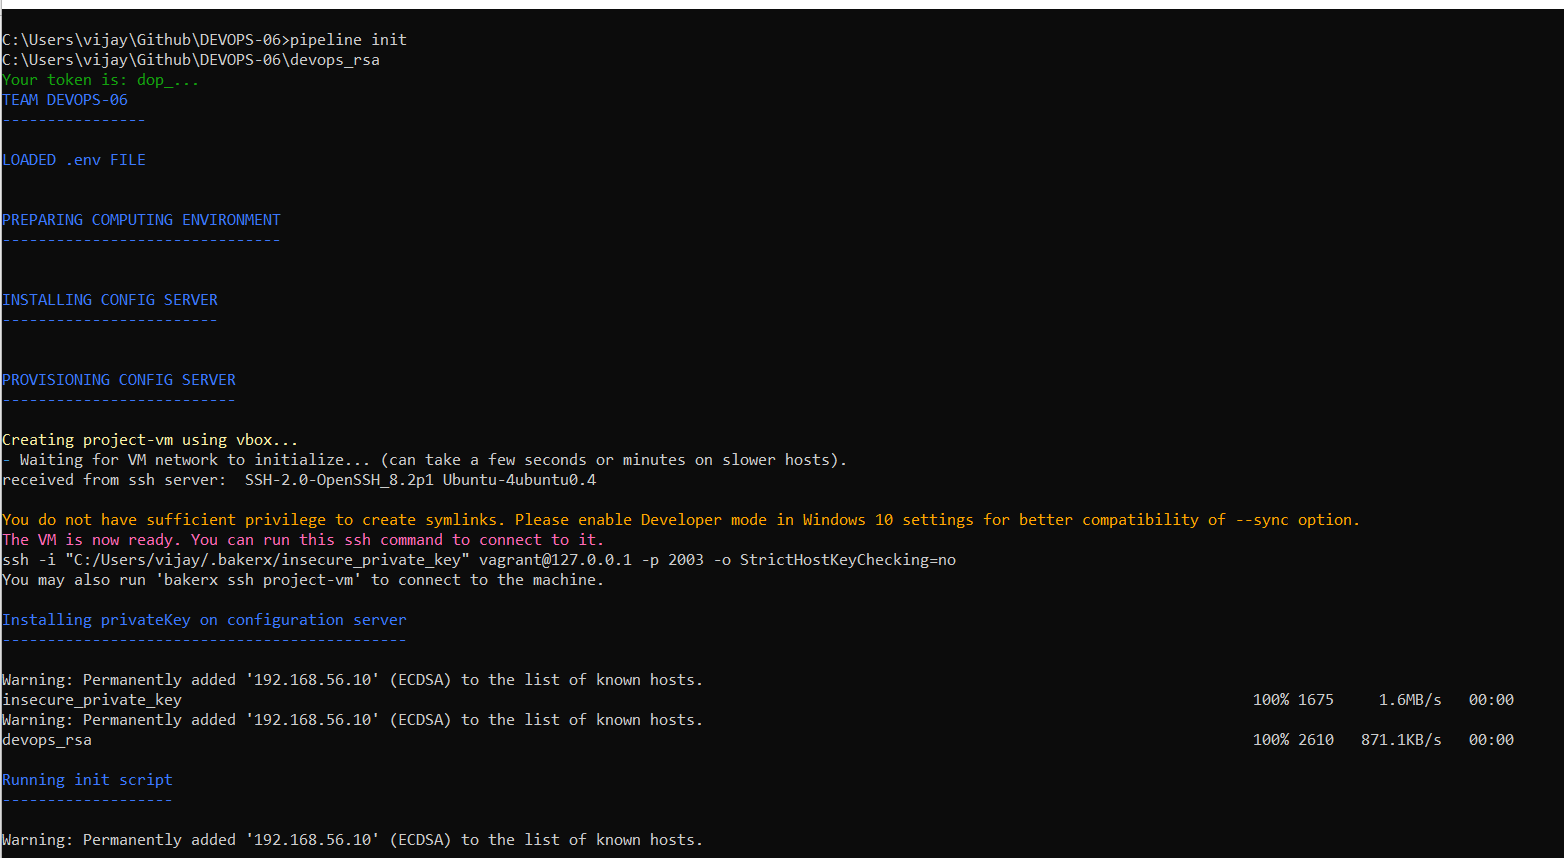 C:\Users\vijay\Github\DEVOPS-06>pipeline init
C:\Users\vijay\Github\DEVOPS-06\devops_rsa
Your token is: dop_...
TEAM DEVOPS-06
----------------
LOADED .env FILE
PREPARING COMPUTING ENVIRONMENT
-------------------------------
INSTALLING CONFIG SERVER
------------------------
PROVISIONING CONFIG SERVER
--------------------------
Creating project-vm using vbox...
- Waiting for VM network to initialize... (can take a few seconds or minutes on slower hosts).
received from ssh server:  SSH-2.0-OpenSSH_8.2p1 Ubuntu-4ubuntu0.4
You do not have sufficient privilege to create symlinks. Please enable Developer mode in Windows 10 settings for better compatibility of --sync option.
The VM is now ready. You can run this ssh command to connect to it.
ssh -i "C:/Users/vijay/.bakerx/insecure_private_key" vagrant@127.0.0.1 -p 2003 -o StrictHostKeyChecking=no
You may also run 'bakerx ssh project-vm' to connect to the machine.
Installing privateKey on configuration server
---------------------------------------------
Warning: Permanently added '192.168.56.10' (ECDSA) to the list of known hosts.
insecure_private_key 100% 1675 1.6MB/s 00:00
Warning: Permanently added '192.168.56.10' (ECDSA) to the list of known hosts.
devops_rsa 100% 2610 871.1KB/s 00:00
Running init script
-------------------
Warning: Permanently added '192.168.56.10' (ECDSA) to the list of known hosts.